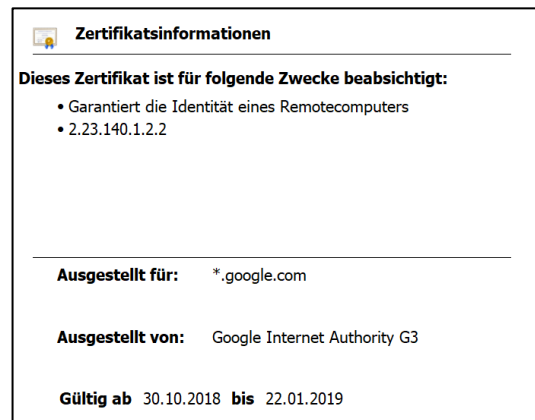 Zertifikatsinformationen
Dieses Zertifikat ist für folgende Zwecke beabsichtigt:
• Garantiert die Identität eines Remotecomputers
• 2.23.140.1.2.2
Ausgestellt für: *.google.com
Ausgestellt von: Google Internet Authority G3
Gültig ab 30.10.2018 bis 22.01.2019